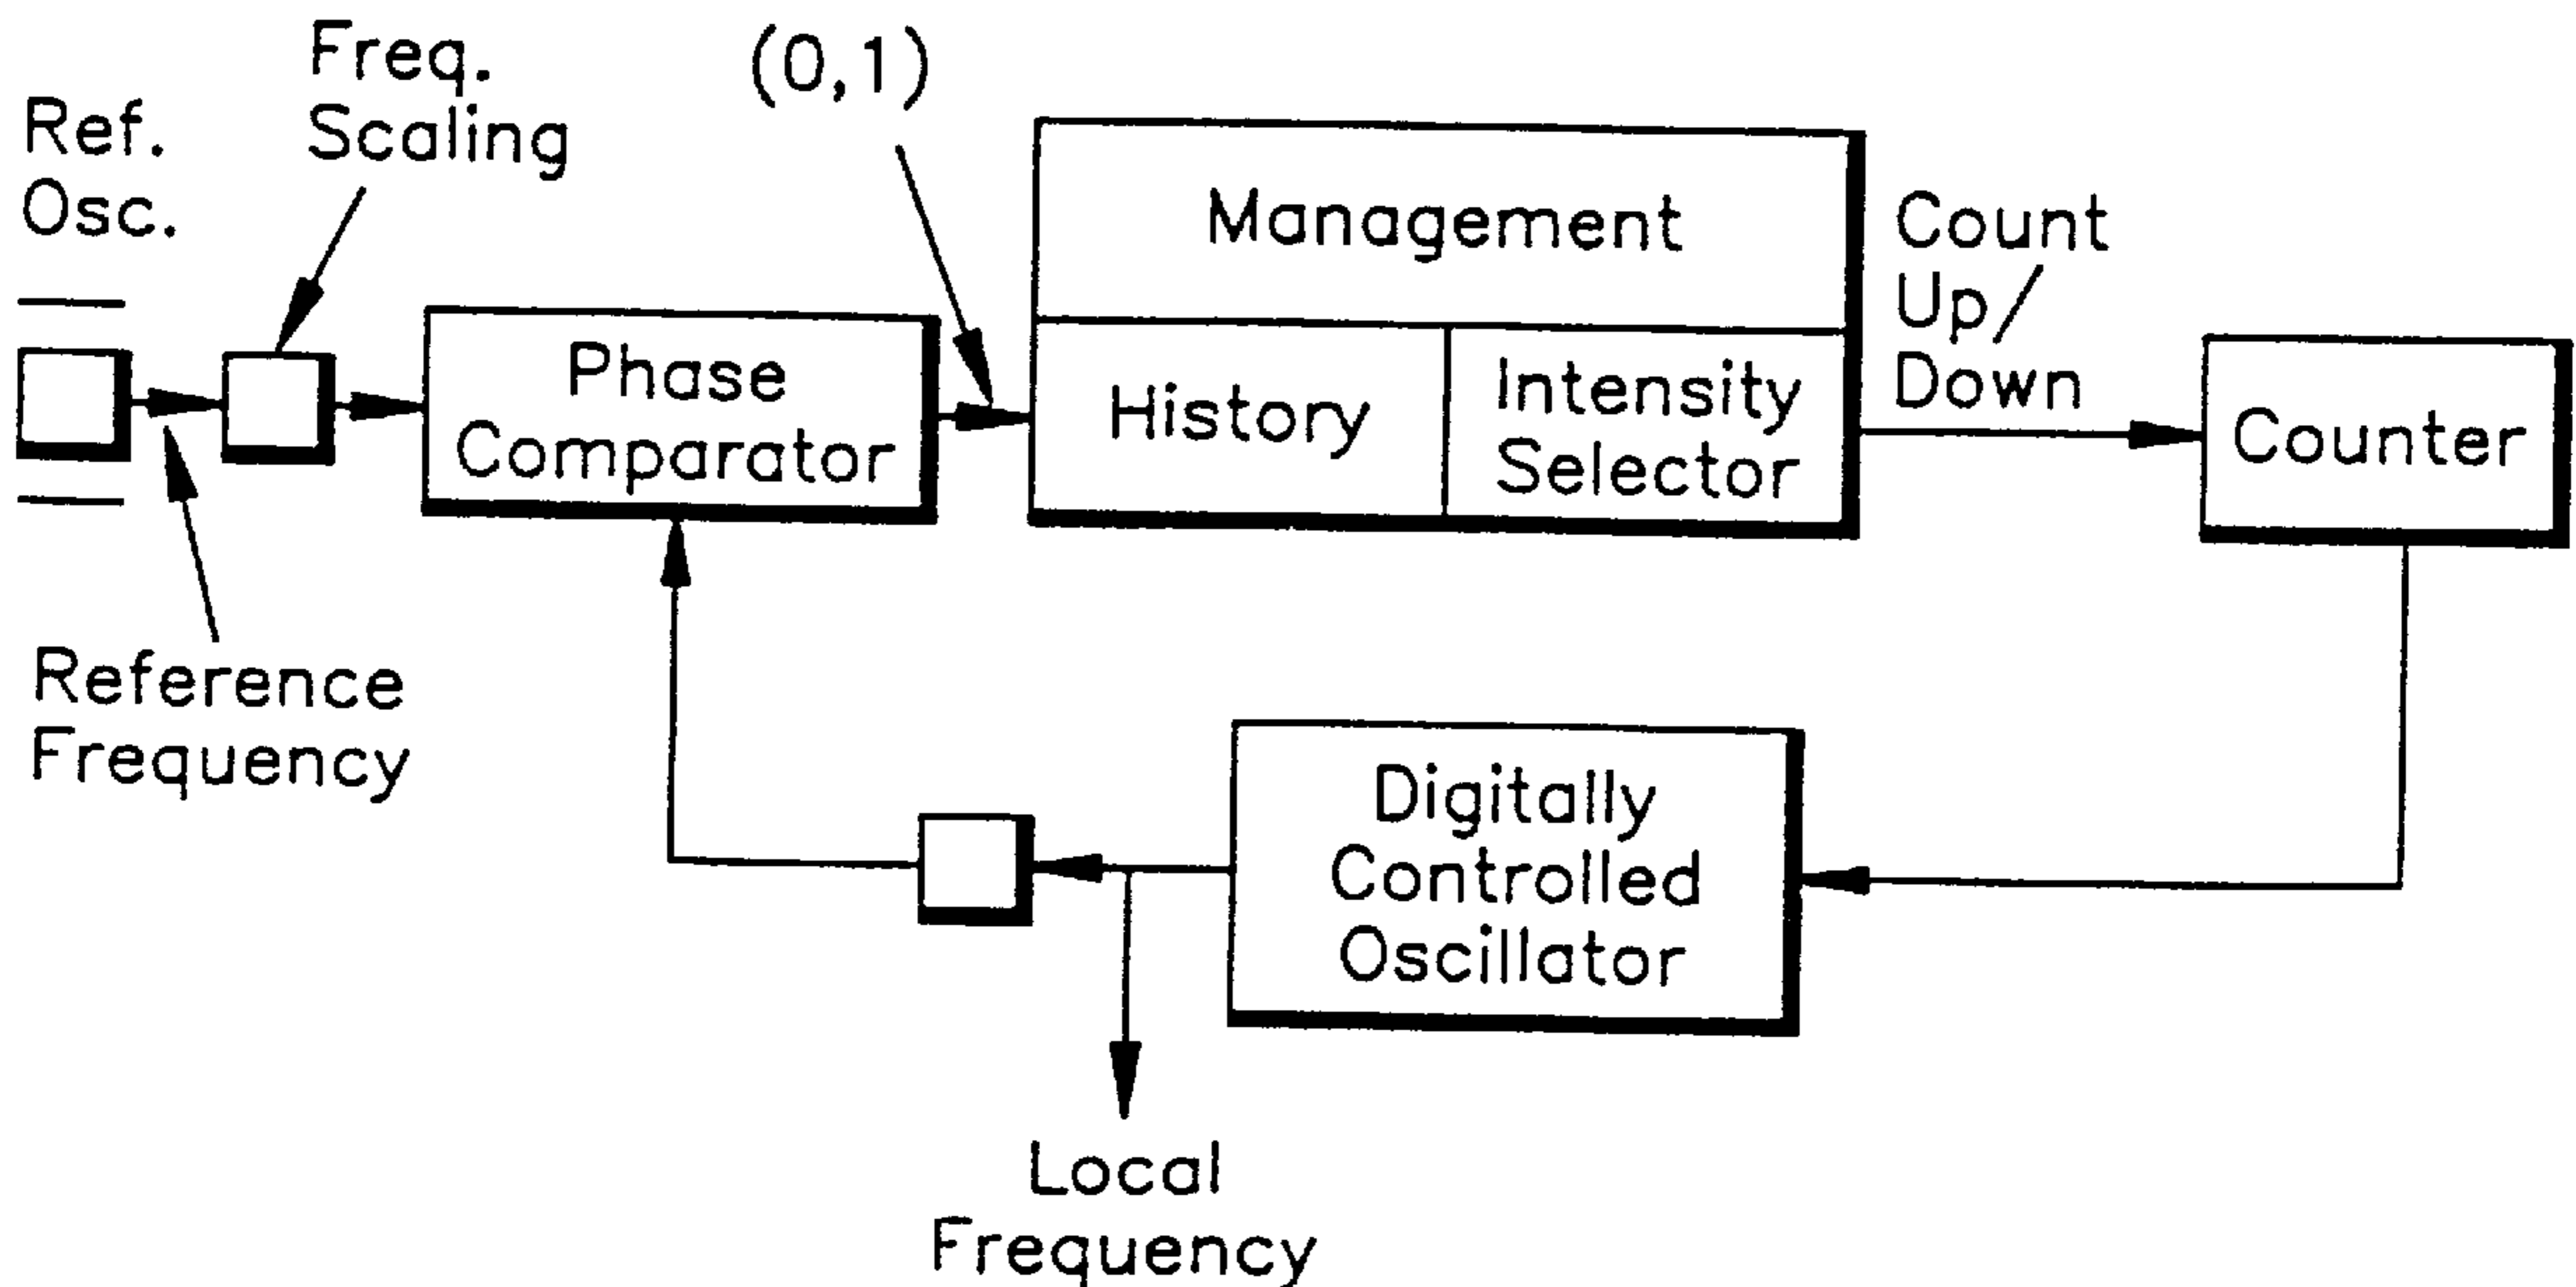 Ref.
Osc.
Freq.
Scaling
(0,1)
Management
History
Intensity
Selector
Count
Up/
Down
Counter
Phase
Comparator
Reference
Frequency
Digitally
Controlled
Oscillator
Local
Frequency